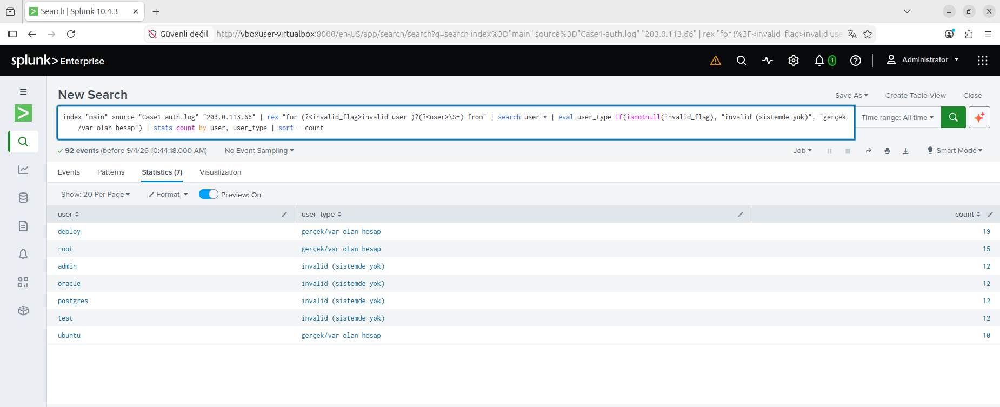 Search | Splunk 10.4.3
Güvenli değil
http://vboxuser-virtualbox:8000/en-US/app/search/search?q=search index%3D"main" source%3D"Case1-auth.log" "203.0.113.66" | rex "for (%3F<invalid_flag>invalid use
splunk> Enterprise
1
Administrator
New Search
Save As
Create Table View
Close
index="main" source="Case1-auth.log" "203.0.113.66" | rex "for (?<invalid_flag>invalid user )?(?<user>\S+) from" | search user=* | eval user_type=if(isnotnull(invalid_flag), "invalid (sistemde yok)", "gerçek
/var olan hesap") | stats count by user, user_type | sort - count
Time range: All time
92 events (before 9/4/26 10:44:18.000 AM)
No Event Sampling
Job
Smart Mode
Events
Patterns
Statistics (7)
Visualization
Show: 20 Per Page
Format
Preview: On
user
user_type
count
deploy
gerçek/var olan hesap
19
root
gerçek/var olan hesap
15
admin
invalid (sistemde yok)
12
oracle
invalid (sistemde yok)
12
postgres
invalid (sistemde yok)
12
test
invalid (sistemde yok)
12
ubuntu
gerçek/var olan hesap
10